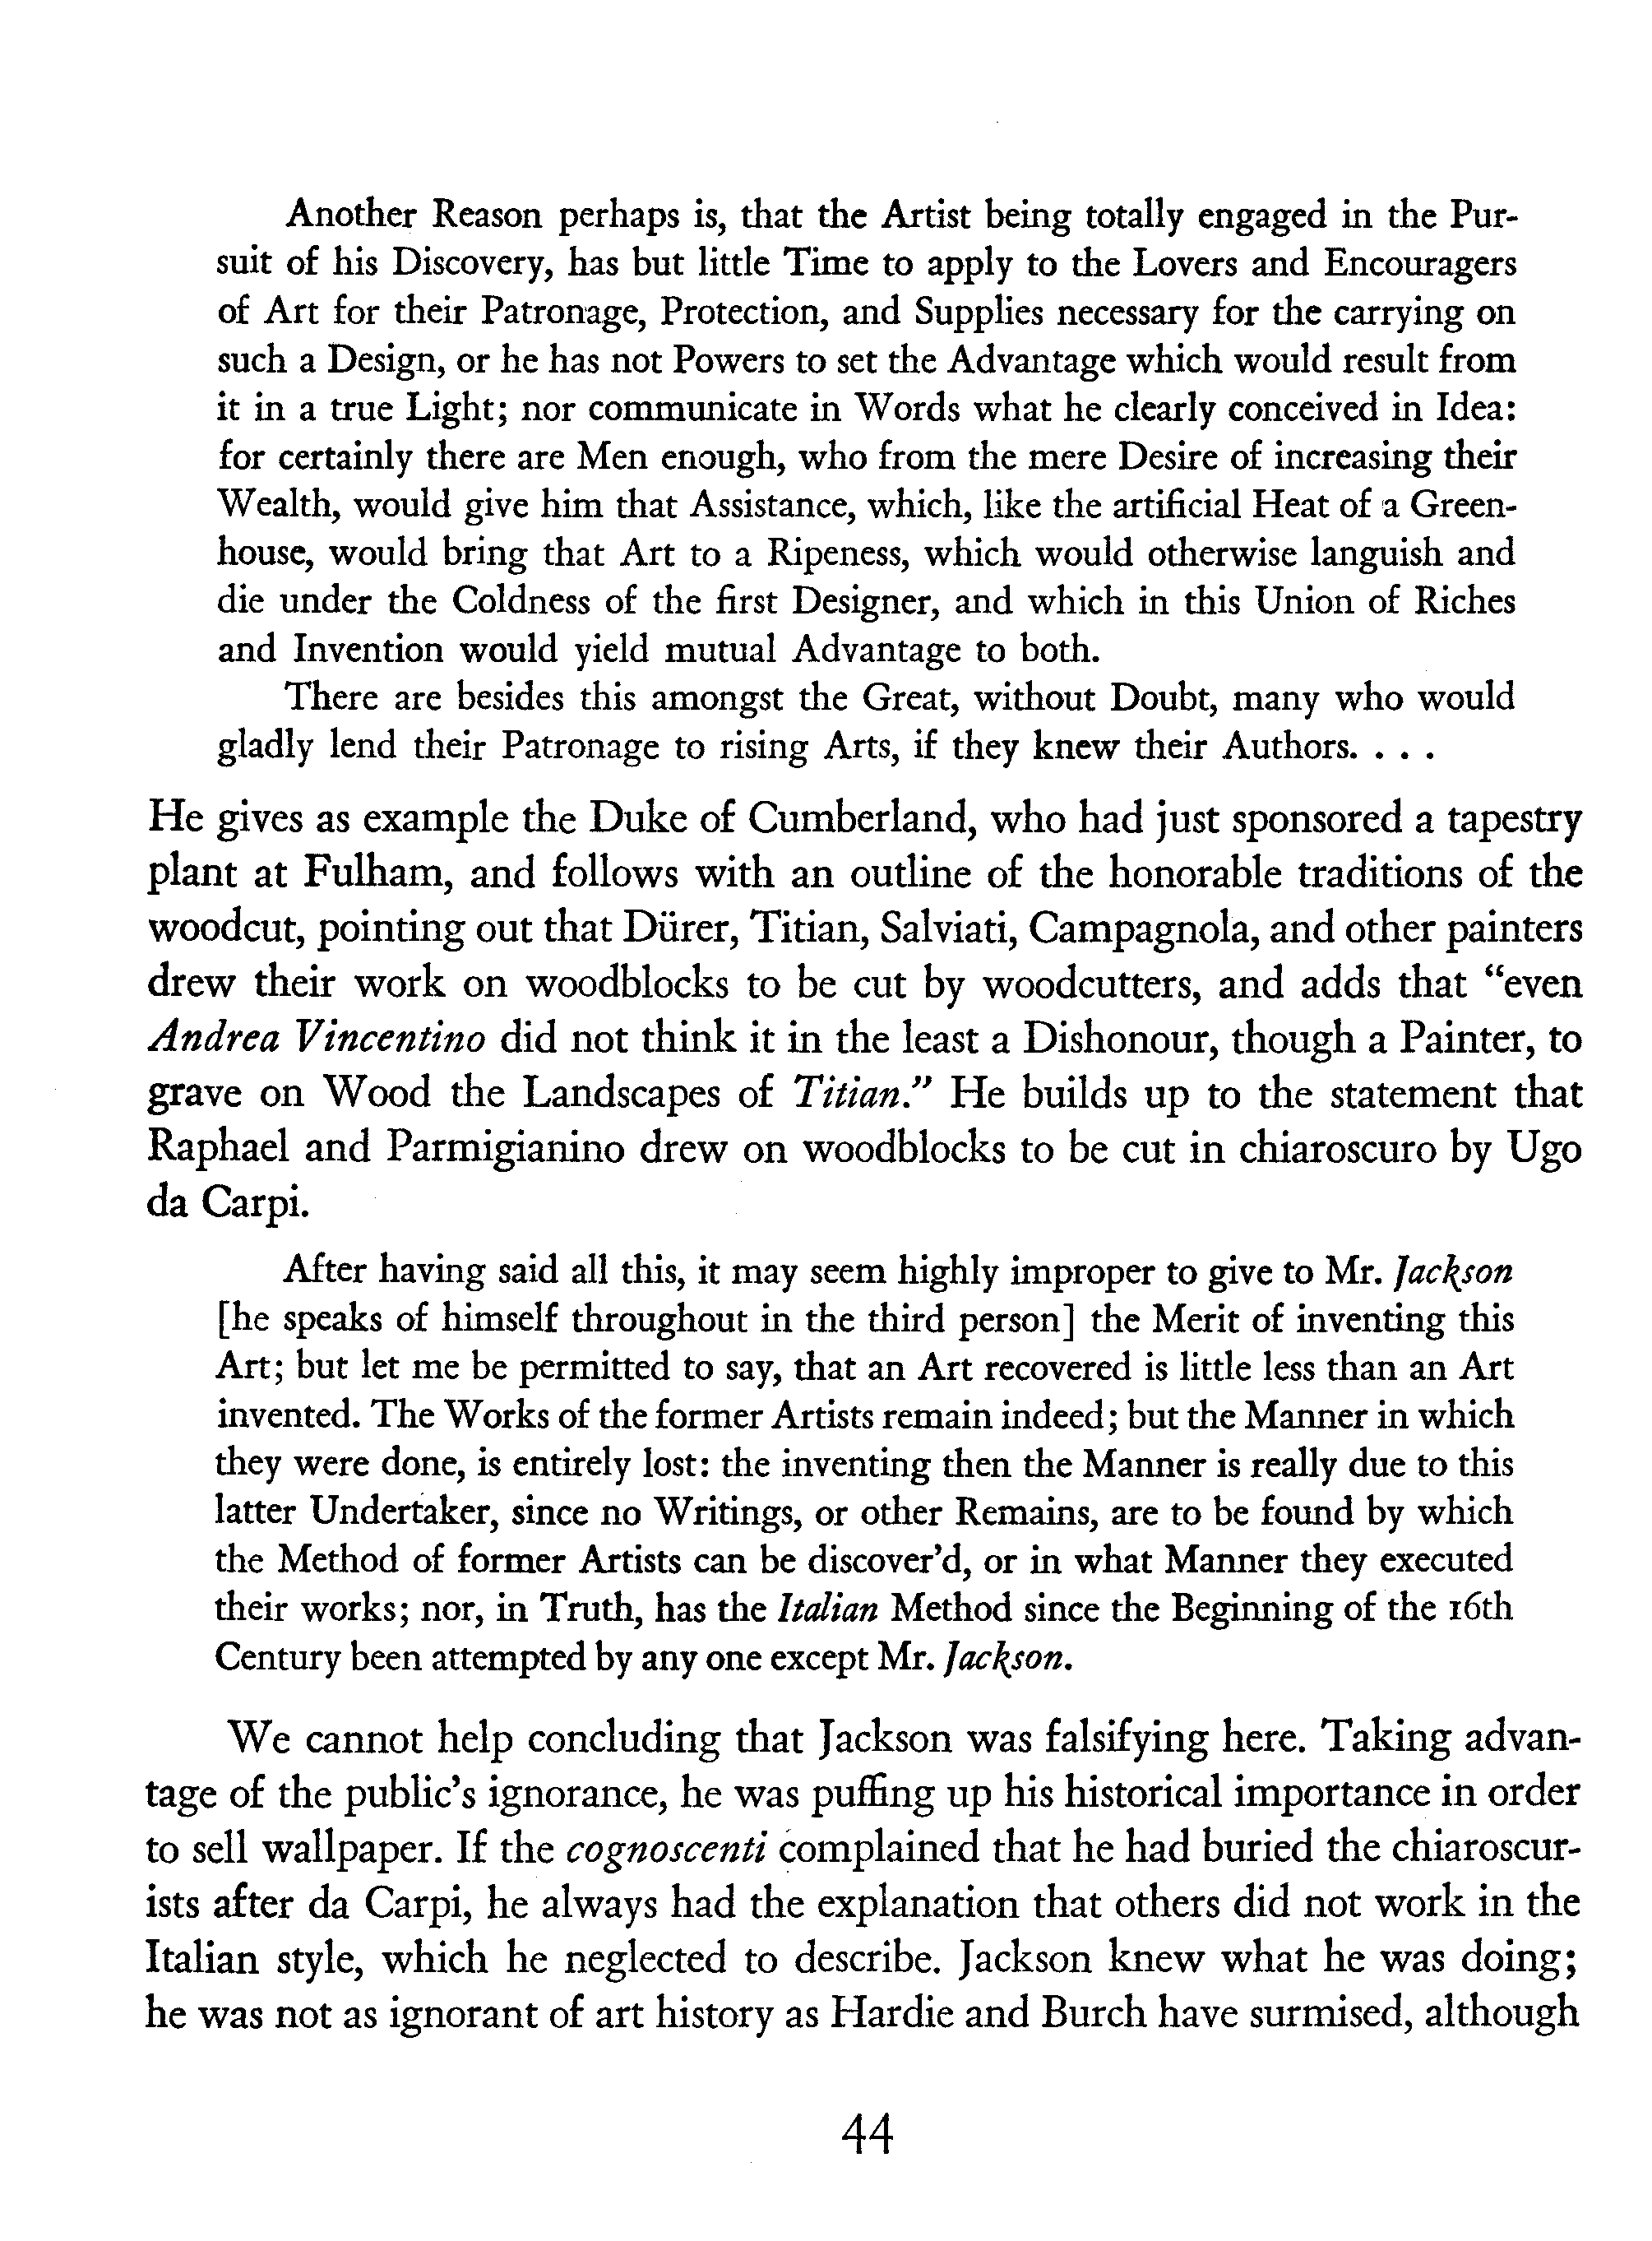 Another Reason perhaps is, that the Artist being totally engaged in the Pur-
suit of his Discovery, has but little Time to apply to the Lovers and Encouragers
of Art for their Patronage, Protection, and Supplies necessary for the carrying on
such a Design, or he has not Powers to set the Advantage which would result from
it in a true Light; nor communicate in Words what he clearly conceived in Idea:
for certainly there are Men enough, who from the mere Desire of increasing their
Wealth, would give him that Assistance, which, like the artificial Heat of a Green-
house, would bring that Art to a Ripeness, which would otherwise languish and
die under the Coldness of the first Designer, and which in this Union of Riches
and Invention would yield mutual Advantage to both.
There are besides this amongst the Great, without Doubt, many who would
gladly lend their Patronage to rising Arts, if they knew their Authors. . . .
He gives as example the Duke of Cumberland, who had just sponsored a tapestry
plant at Fulham, and follows with an outline of the honorable traditions of the
woodcut, pointing out that Dürer, Titian, Salviati, Campagnola, and other painters
drew their work on woodblocks to be cut by woodcutters, and adds that “even
Andrea Vincentino did not think it in the least a Dishonour, though a Painter, to
grave on Wood the Landscapes of Titian.” He builds up to the statement that
Raphael and Parmigianino drew on woodblocks to be cut in chiaroscuro by Ugo
da Carpi.
After having said all this, it may seem highly improper to give to Mr. Jackson
[he speaks of himself throughout in the third person] the Merit of inventing this
Art; but let me be permitted to say, that an Art recovered is little less than an Art
invented. The Works of the former Artists remain indeed; but the Manner in which
they were done, is entirely lost: the inventing then the Manner is really due to this
latter Undertaker, since no Writings, or other Remains, are to be found by which
the Method of former Artists can be discover’d, or in what Manner they executed
their works; nor, in Truth, has the Italian Method since the Beginning of the 16th
Century been attempted by any one except Mr. Jackson.
We cannot help concluding that Jackson was falsifying here. Taking advan-
tage of the public’s ignorance, he was puffing up his historical importance in order
to sell wallpaper. If the cognoscenti complained that he had buried the chiaroscur-
ists after da Carpi, he always had the explanation that others did not work in the
Italian style, which he neglected to describe. Jackson knew what he was doing;
he was not as ignorant of art history as Hardie and Burch have surmised, although
44